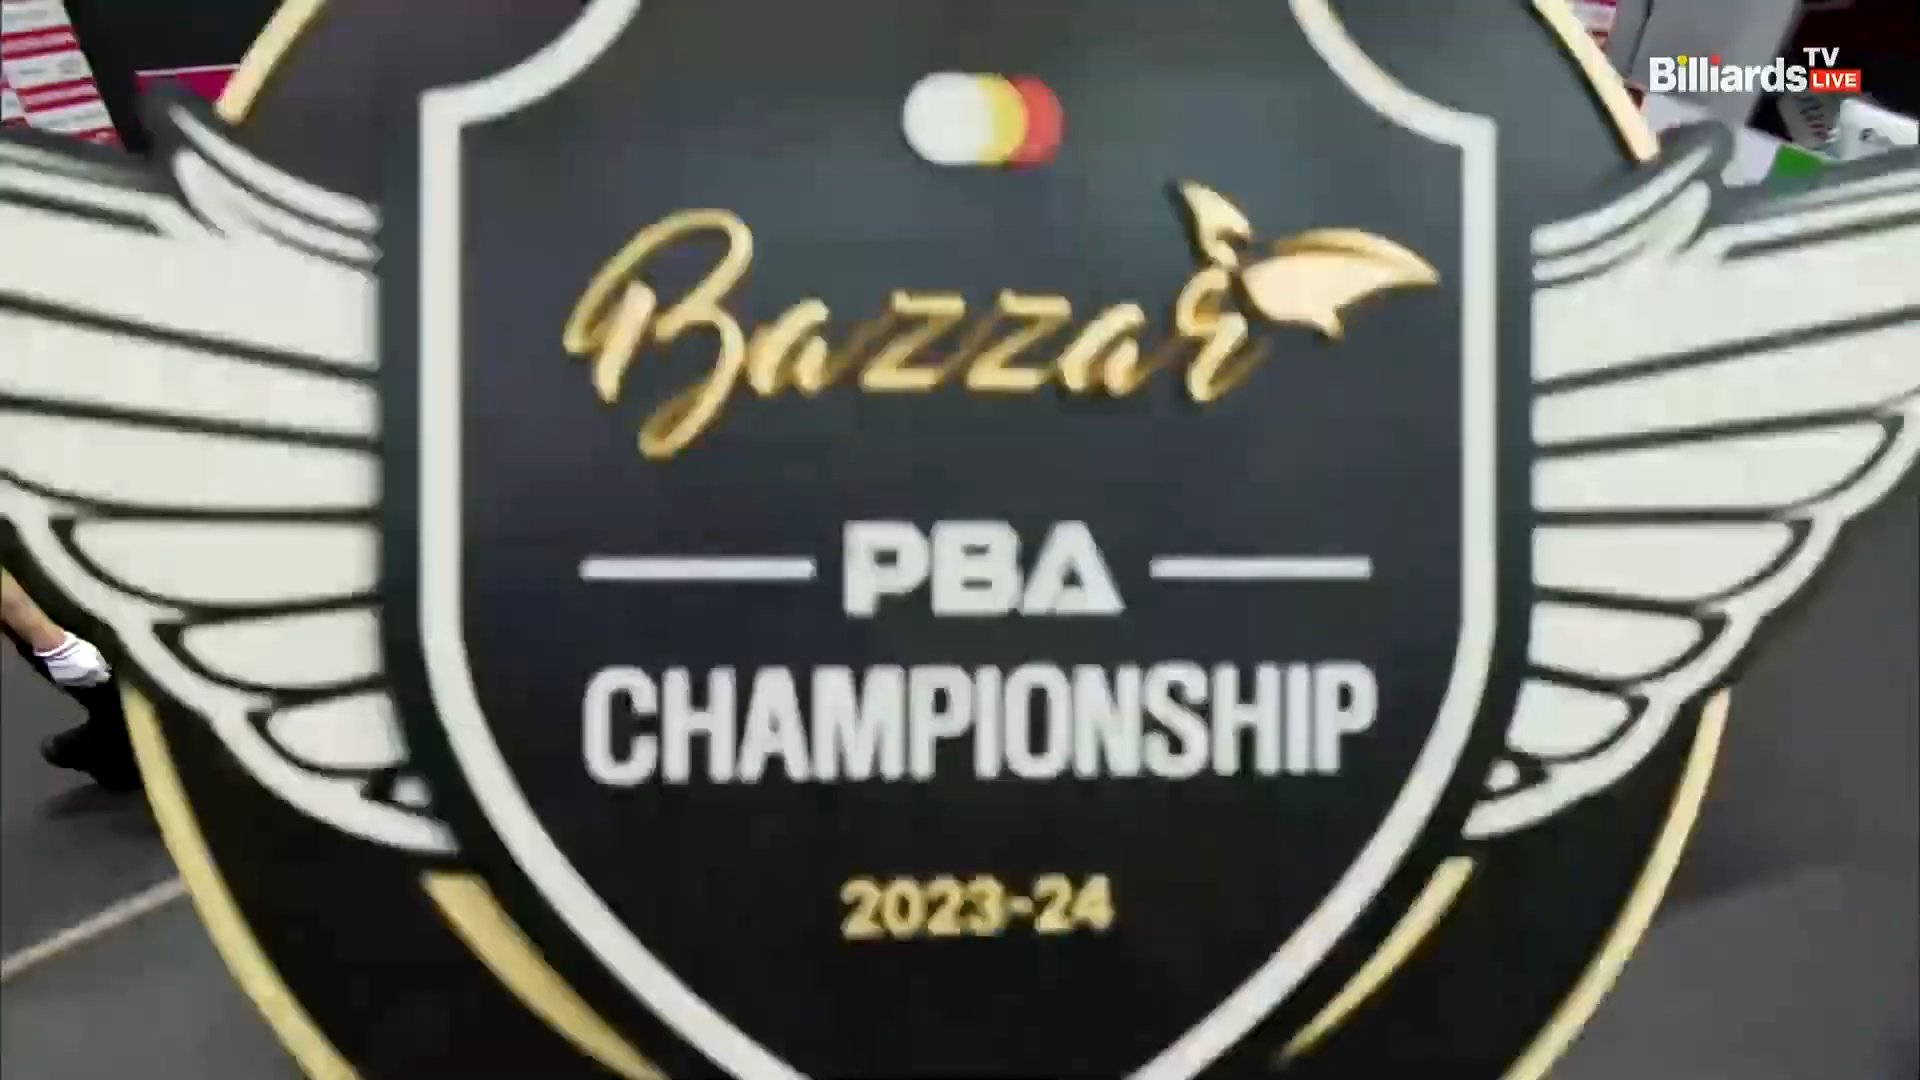 Billiards TV
LIVE
Bazzar
PBA
CHAMPIONSHIP
2023-24